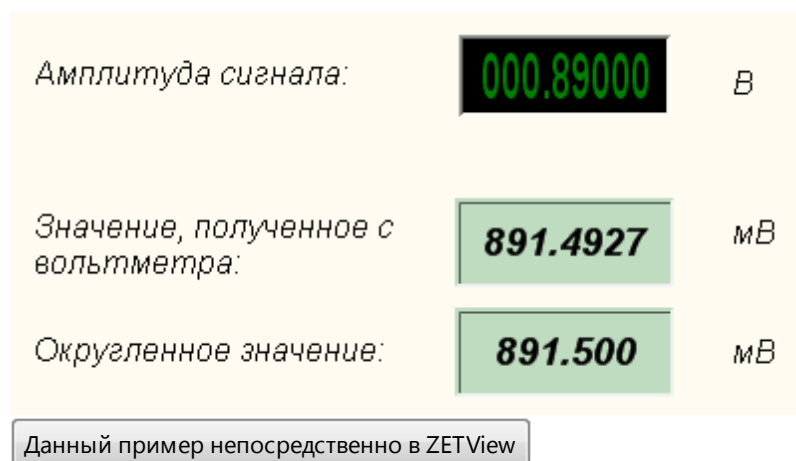 Амплитуда сигнала: 000.89000 В
Значение, полученное с
вольтметра: 891.4927 мВ
Округленное значение: 891.500 мВ
Данный пример непосредственно в ZETView